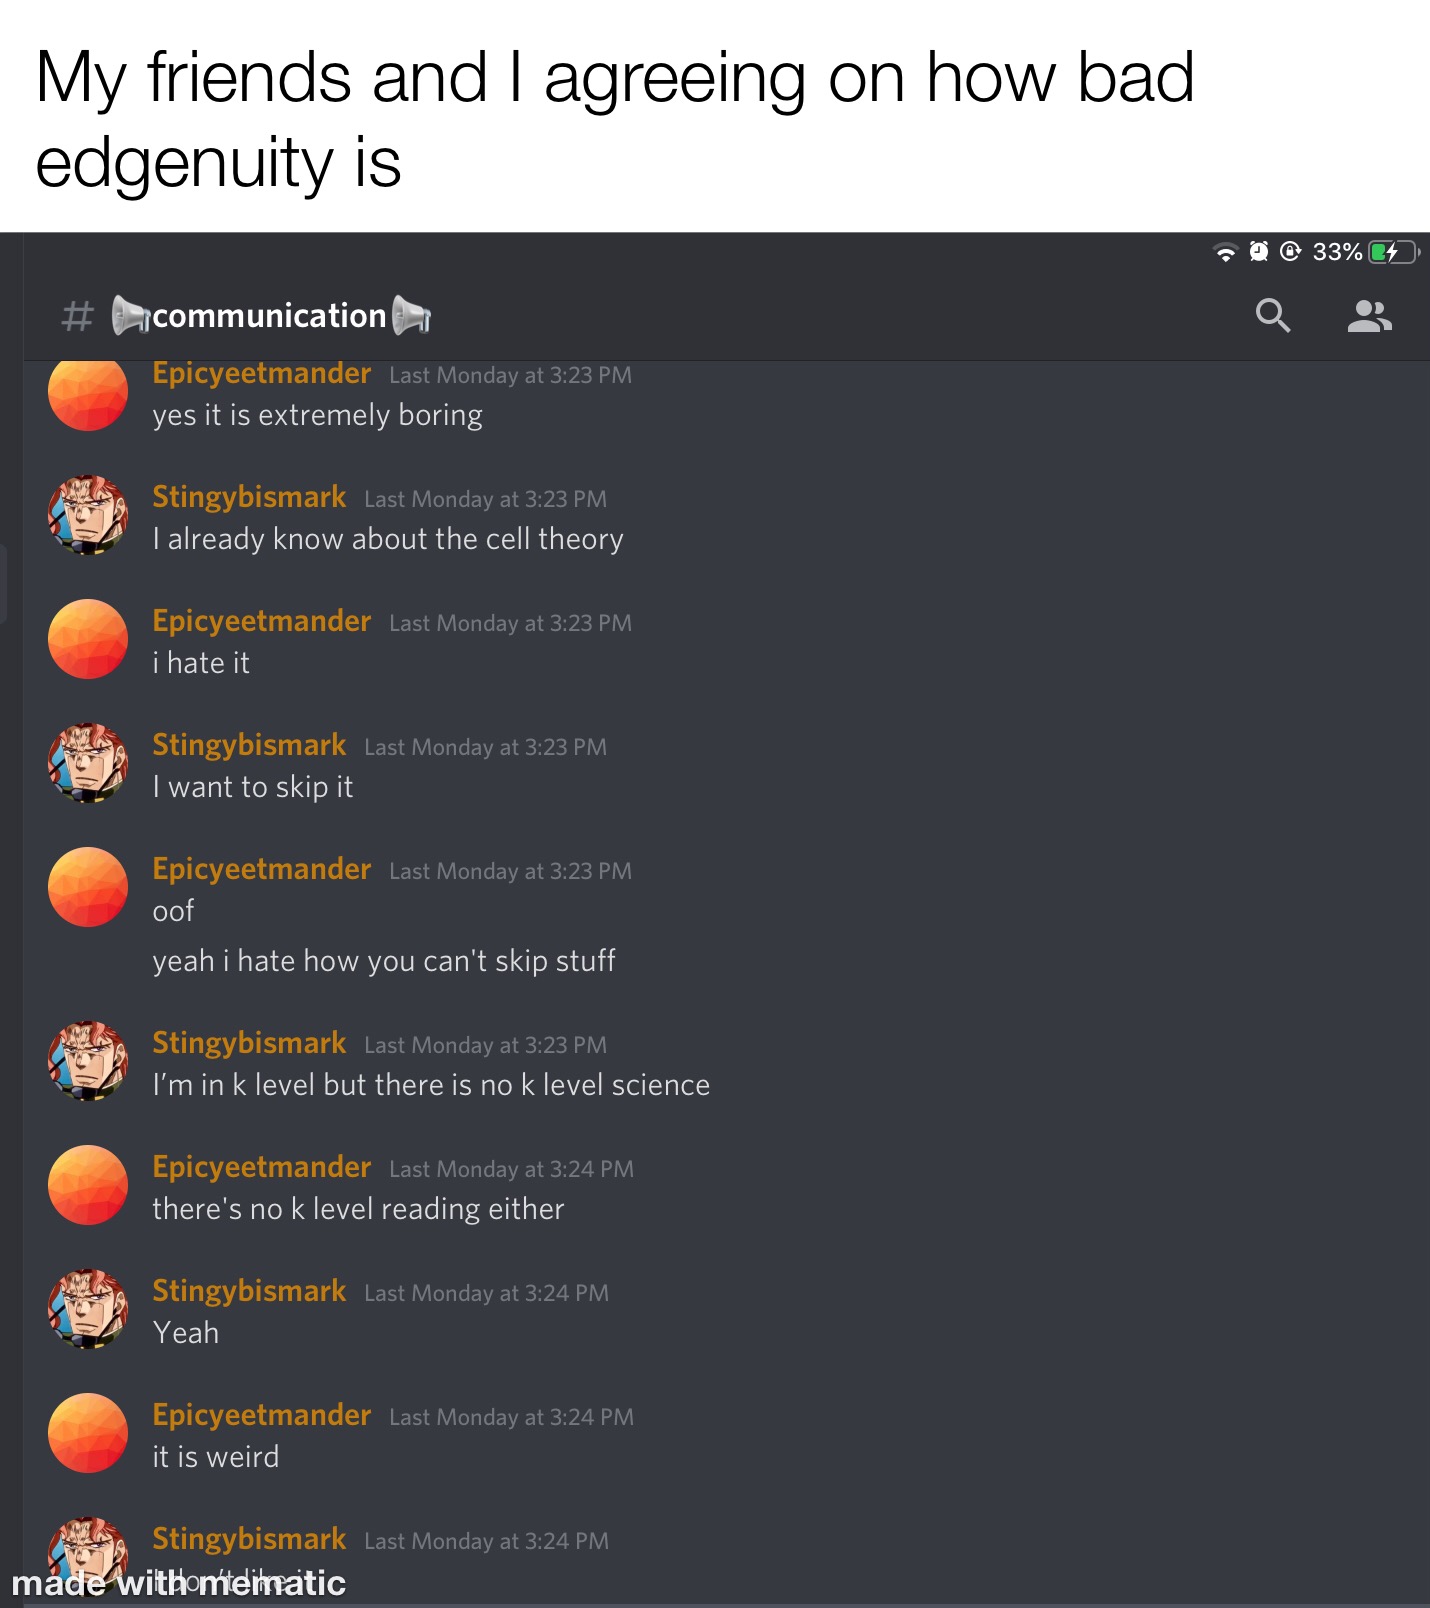 My friends and I agreeing on how bad
edgenuity is
33%
# communication
Epicyeetmander Last Monday at 3:23 PM
yes it is extremely boring
Stingybismark Last Monday at 3:23 PM
I already know about the cell theory
Epicyeetmander Last Monday at 3:23 PM
i hate it
Stingybismark Last Monday at 3:23 PM
I want to skip it
Epicyeetmander Last Monday at 3:23 PM
oof
yeah i hate how you can't skip stuff
Stingybismark Last Monday at 3:23 PM
I’m in k level but there is no k level science
Epicyeetmander Last Monday at 3:24 PM
there's no k level reading either
Stingybismark Last Monday at 3:24 PM
Yeah
Epicyeetmander Last Monday at 3:24 PM
it is weird
Stingybismark Last Monday at 3:24 PM
I don’t like it
made with mematic